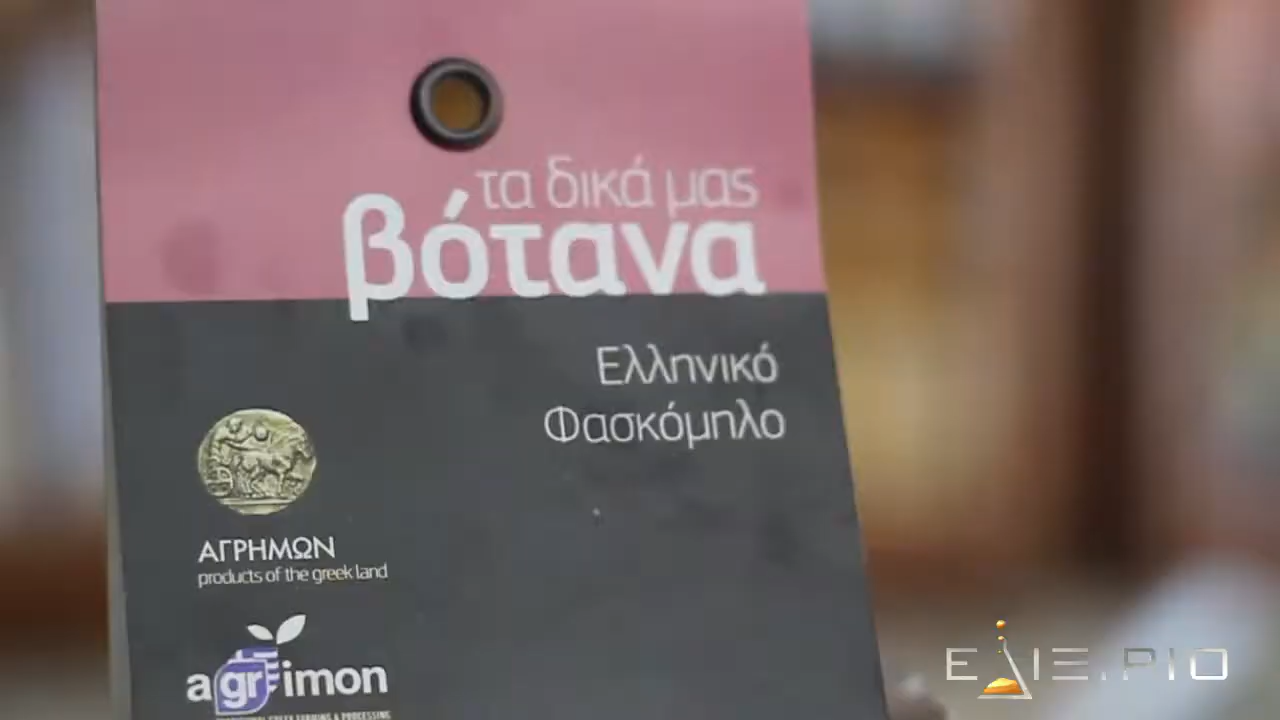 τα δικά μας
βότανα
Ελληνικό
Φασκόμηλο
ΑΓΡΗΜΩΝ
products of the greek land
agrimon